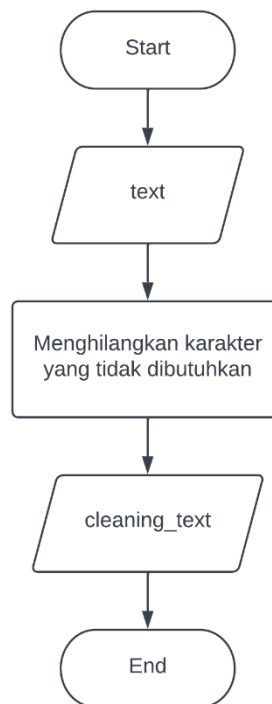 Start
text
Menghilangkan karakter
yang tidak dibutuhkan
cleaning_text
End